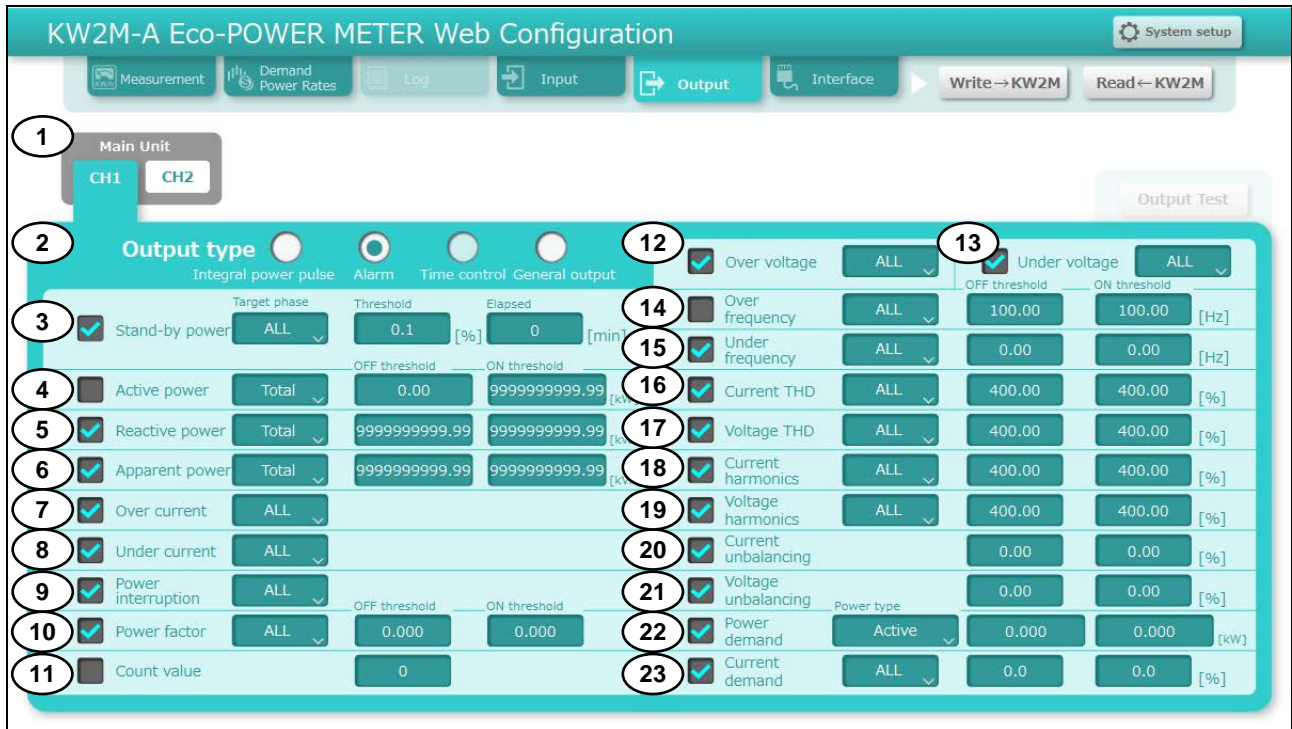 KW2M-A Eco-POWER METER Web Configuration
System setup
Measurement
Demand
Power Rates
Log
Input
Output
Interface
Write→KW2M
Read←KW2M
1
Main Unit
CH1
CH2
Output Test
2
Output type
Integral power pulse
Alarm
Time control
General output
Target phase
Threshold
Elapsed
3
Stand-by power
ALL
0.1
[%]
0
[min]
OFF threshold
ON threshold
4
Active power
Total
0.00
9999999999.99
5
Reactive power
Total
9999999999.99
9999999999.99
6
Apparent power
Total
9999999999.99
9999999999.99
7
Over current
ALL
8
Under current
ALL
9
Power
interruption
ALL
OFF threshold
ON threshold
10
Power factor
ALL
0.000
0.000
11
Count value
0
12
Over voltage
ALL
13
Under voltage
ALL
OFF threshold
ON threshold
14
Over
frequency
ALL
100.00
100.00
[Hz]
15
Under
frequency
ALL
0.00
0.00
[Hz]
16
Current THD
ALL
400.00
400.00
[%]
17
Voltage THD
ALL
400.00
400.00
[%]
18
Current
harmonics
ALL
400.00
400.00
[%]
19
Voltage
harmonics
ALL
400.00
400.00
[%]
20
Current
unbalancing
0.00
0.00
[%]
21
Voltage
unbalancing
0.00
0.00
[%]
Power type
22
Power
demand
Active
0.000
0.000
[kW]
23
Current
demand
ALL
0.0
0.0
[%]